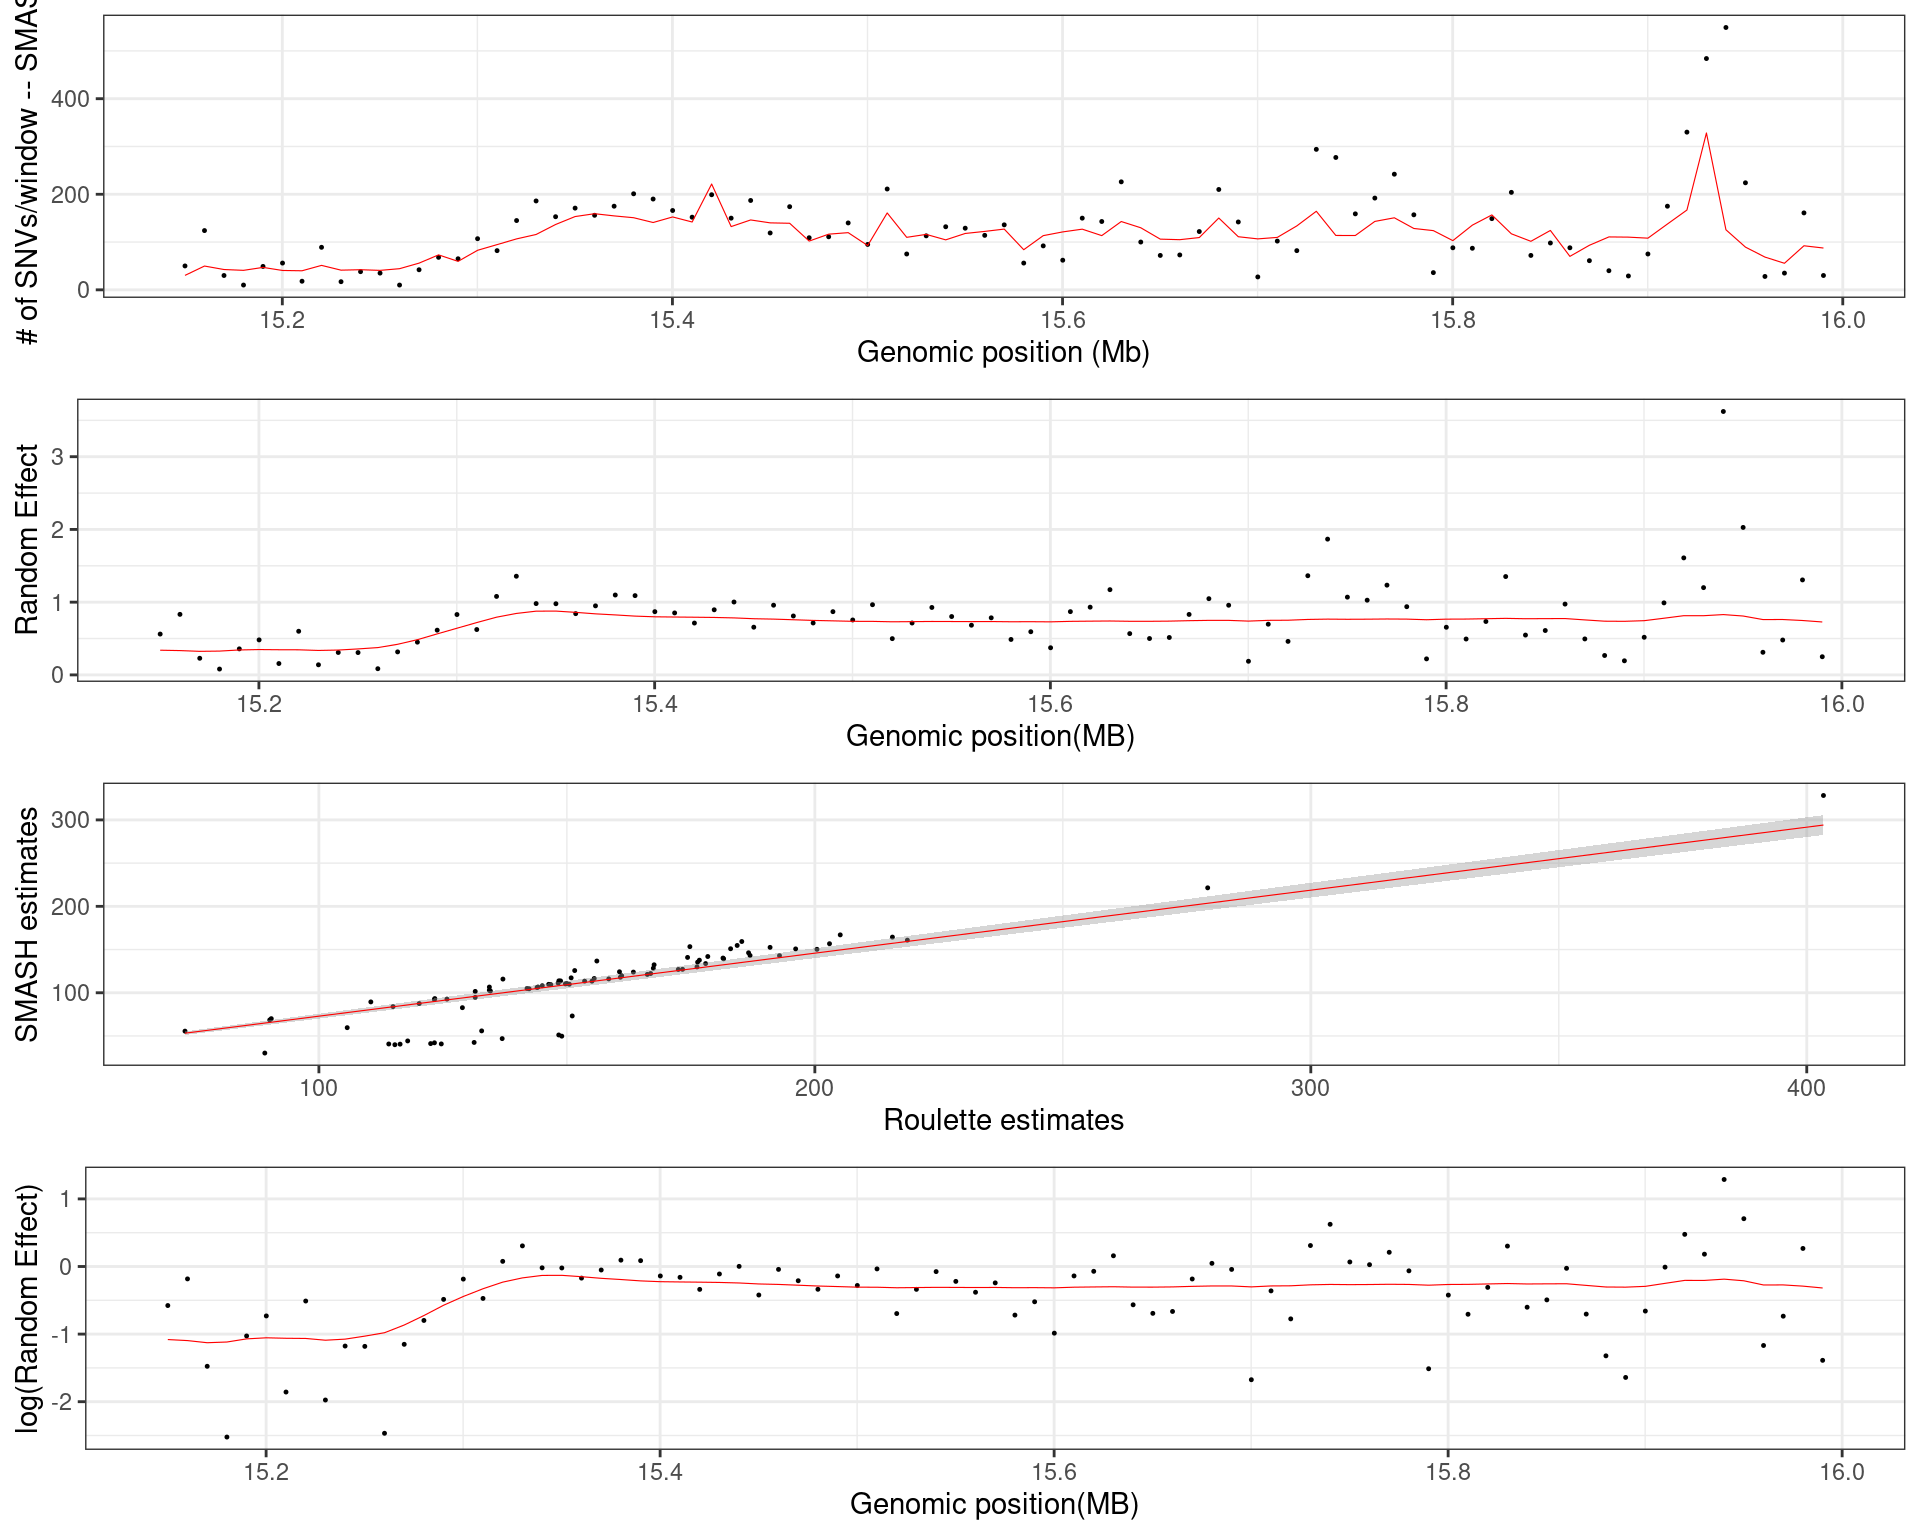 # of SNVs/window -- SMAS
400
200
0
15.2 15.4 15.6 15.8 16.0
Genomic position (Mb)
Random Effect
3
2
1
0
15.2 15.4 15.6 15.8 16.0
Genomic position(MB)
SMASH estimates
300
200
100
100 200 300 400
Roulette estimates
log(Random Effect)
1
0
-1
-2
15.2 15.4 15.6 15.8 16.0
Genomic position(MB)